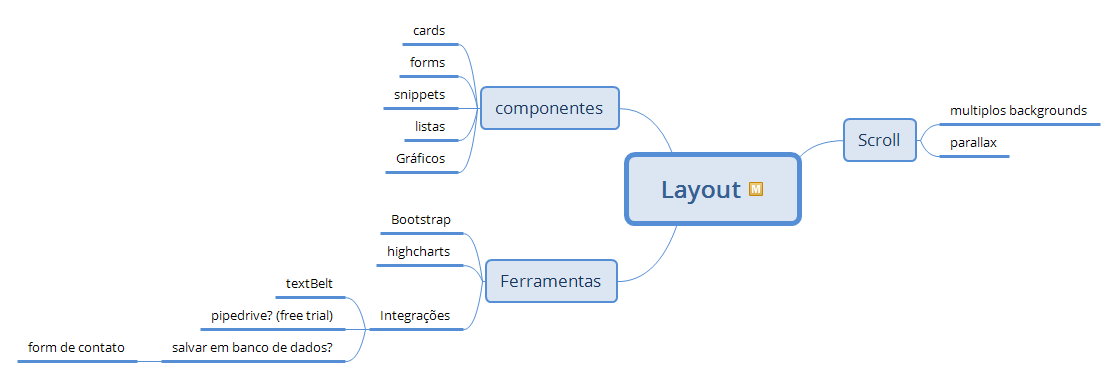 cards
forms
snippets
listas
Gráficos
componentes
multiplos backgrounds
parallax
Scroll
Layout M
Bootstrap
highcharts
Ferramentas
textBelt
pipedrive? (free trial)
Integrações
form de contato
salvar em banco de dados?